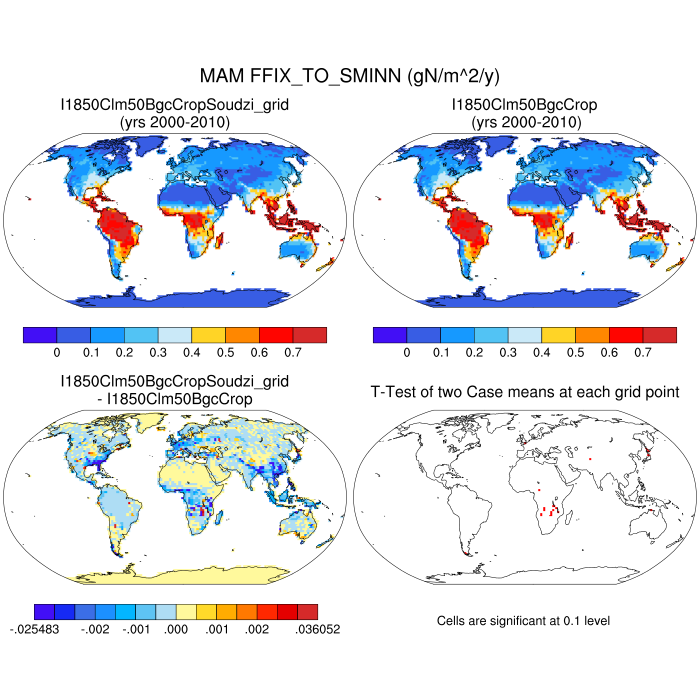 MAM FFIX_TO_SMINN (gN/m^2/y)
I1850Clm50BgcCropSoudzi_grid
(yrs 2000-2010)
I1850Clm50BgcCrop
(yrs 2000-2010)
0 0.1 0.2 0.3 0.4 0.5 0.6 0.7
0 0.1 0.2 0.3 0.4 0.5 0.6 0.7
I1850Clm50BgcCropSoudzi_grid
- I1850Clm50BgcCrop
T-Test of two Case means at each grid point
-.025483 -.002 -.001 .000 .001 .002 .036052
Cells are significant at 0.1 level